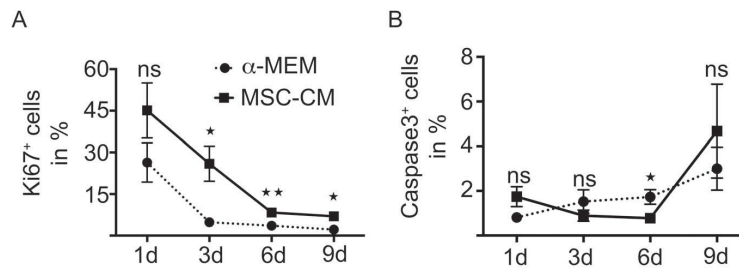 A
Ki67⁺ cells
in %
60
45
30
15
ns
★
★★
★
α-MEM
MSC-CM
1d 3d 6d 9d
B
Caspase3⁺ cells
in %
8
6
4
2
ns
ns
★
ns
1d 3d 6d 9d